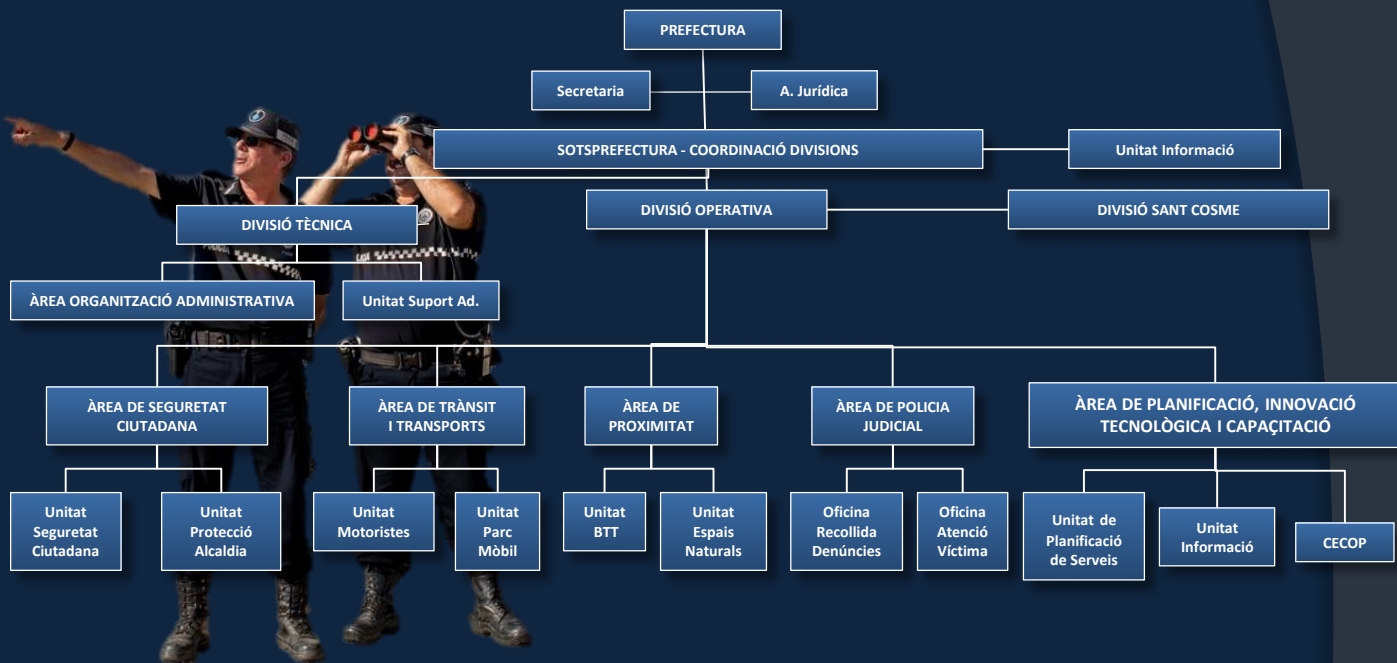 PREFECTURA
Secretaria
A. Jurídica
SOTSPREFECTURA - COORDINACIÓ DIVISIONS
Unitat Informació
DIVISIÓ TÈCNICA
DIVISIÓ OPERATIVA
DIVISIÓ SANT COSME
ÀREA ORGANITZACIÓ ADMINISTRATIVA
Unitat Suport Ad.
ÀREA DE SEGURETAT
CIUTADANA
ÀREA DE TRÀNSIT
I TRANSPORTS
ÀREA DE
PROXIMITAT
ÀREA DE POLICIA
JUDICIAL
ÀREA DE PLANIFICACIÓ, INNOVACIÓ
TECNOLÒGICA I CAPAÇITACIÓ
Unitat
Seguretat
Ciutadana
Unitat
Protecció
Alcaldia
Unitat
Motoristes
Unitat
Parc
Mòbil
Unitat
BTT
Unitat
Espais
Naturals
Oficina
Recollida
Denúncies
Oficina
Atenció
Víctima
Unitat de
Planificació
de Serveis
Unitat
Informació
CECOP